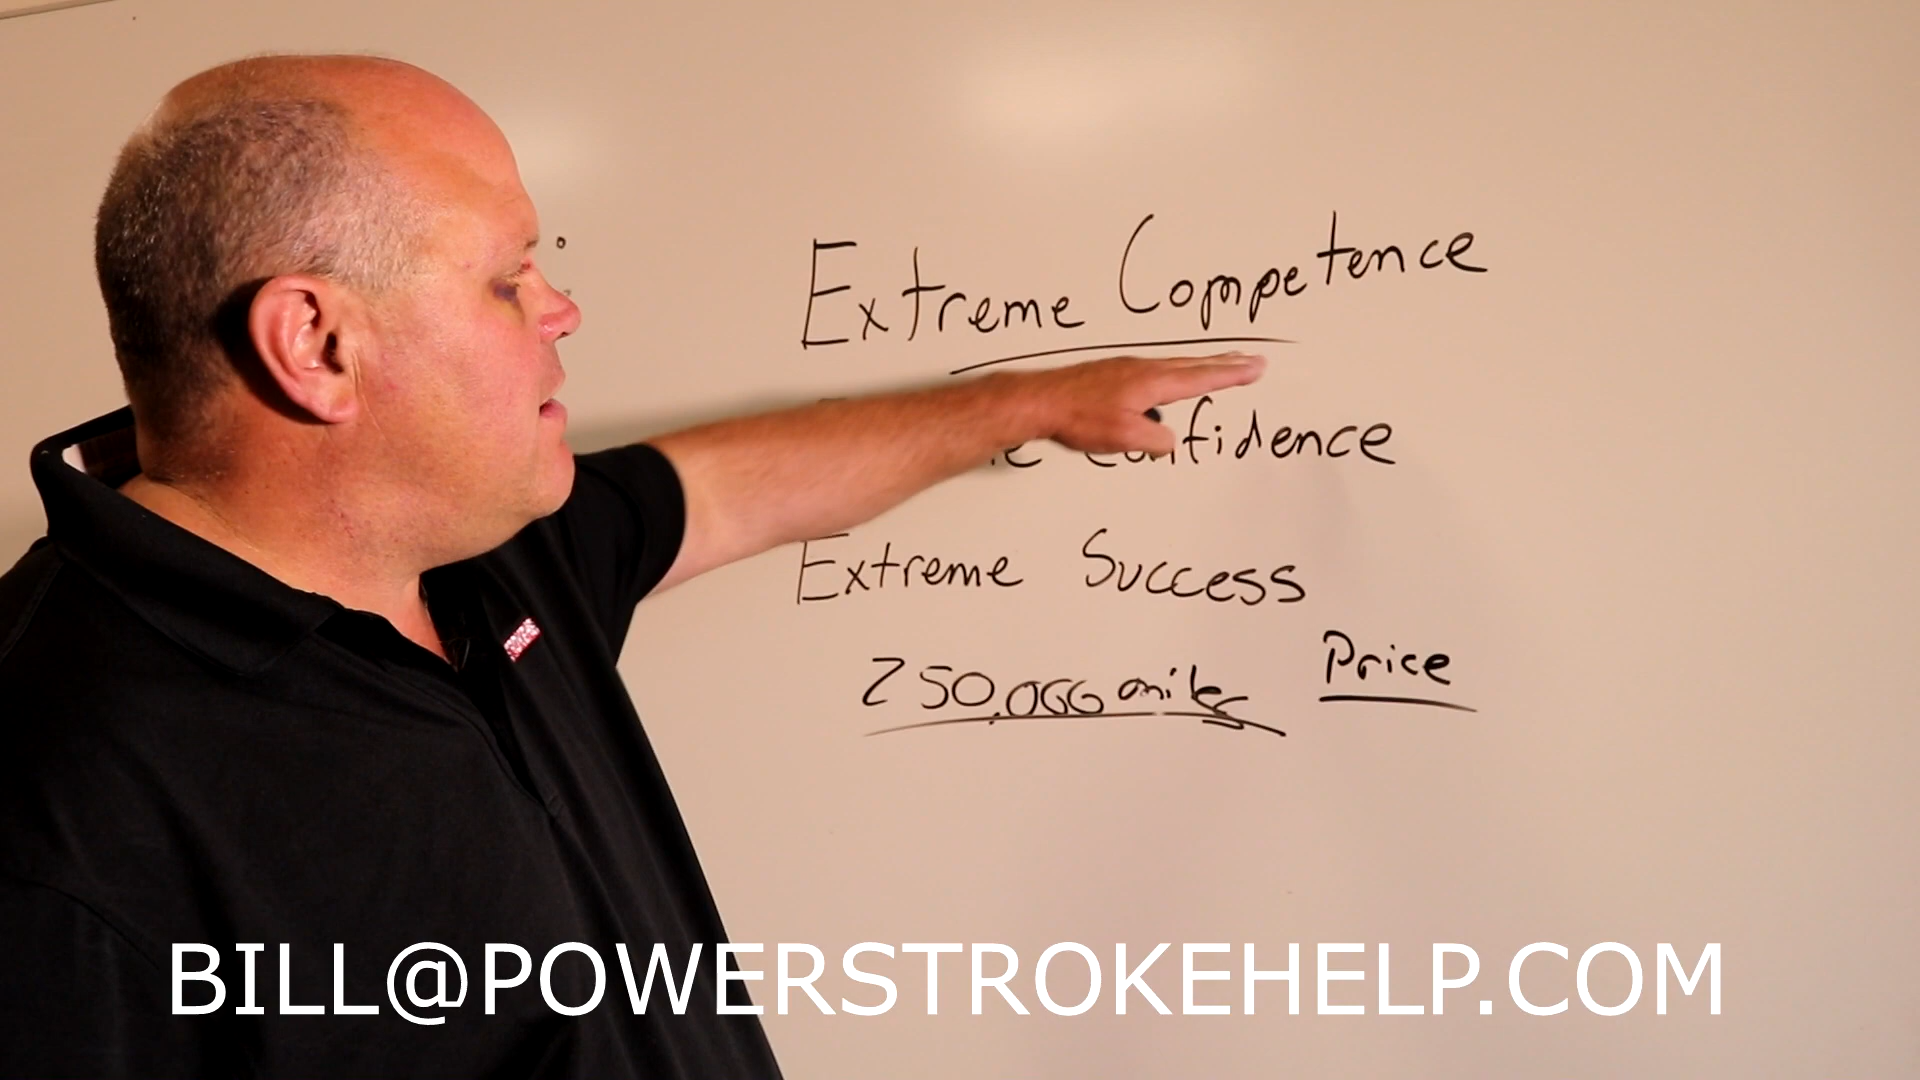 Extreme Competence
Confidence
Extreme Success
250,000 miles Price
BILL@POWERSTROKEHELP.COM